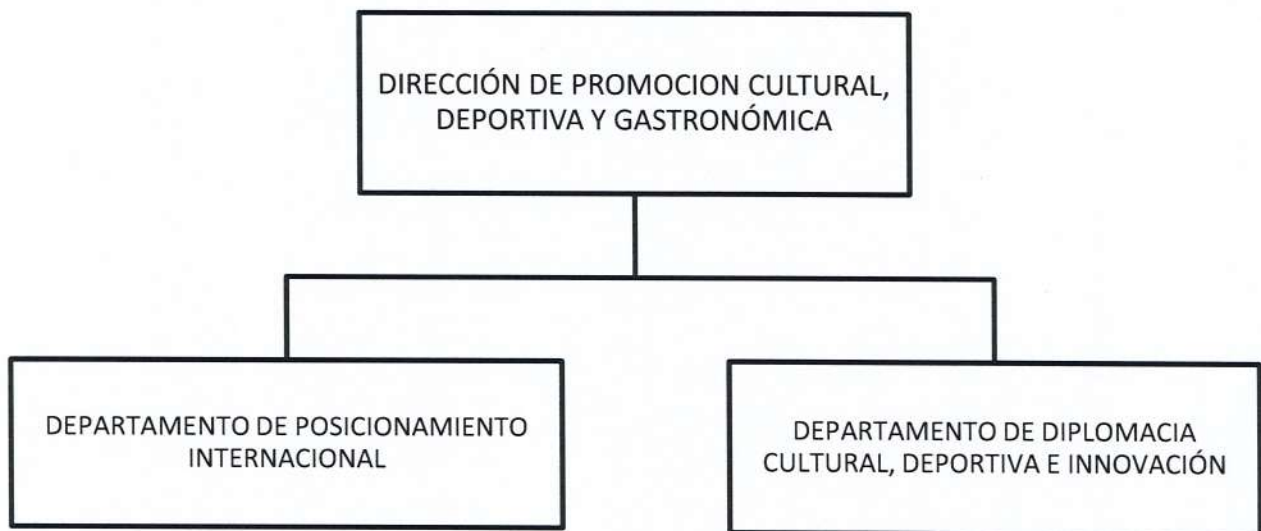 DIRECCIÓN DE PROMOCION CULTURAL,
DEPORTIVA Y GASTRONÓMICA
DEPARTAMENTO DE POSICIONAMIENTO
INTERNACIONAL
DEPARTAMENTO DE DIPLOMACIA
CULTURAL, DEPORTIVA E INNOVACIÓN